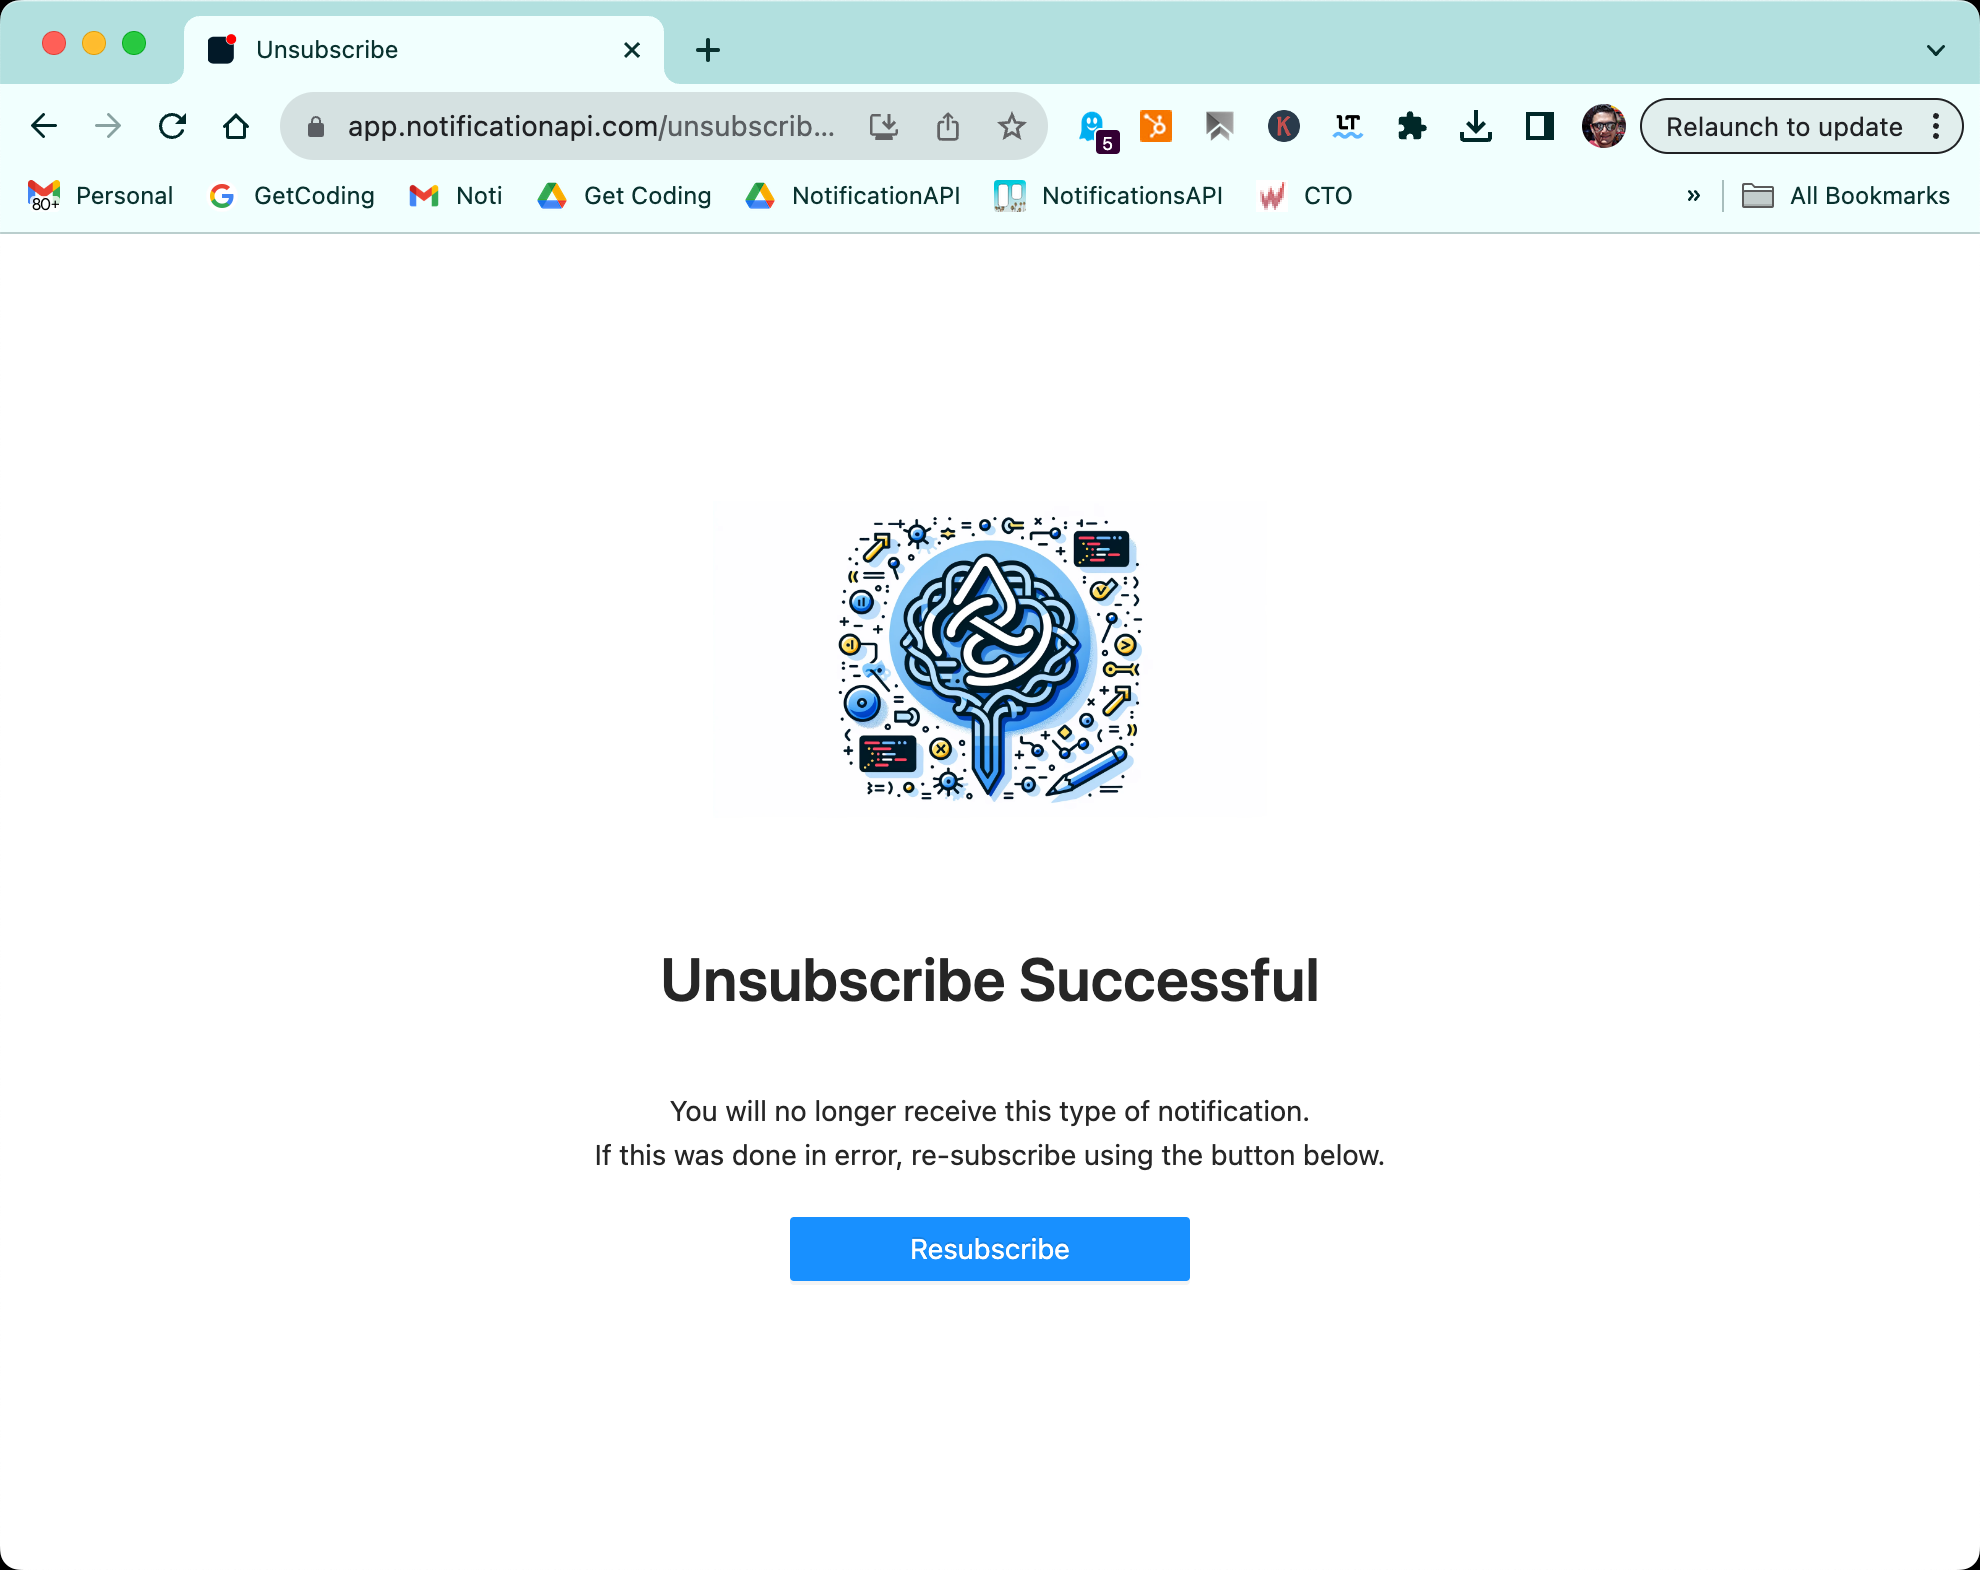 Unsubscribe
app.notificationapi.com/unsubscrib...
5
LT
K
Relaunch to update
80+
Personal
GetCoding
Noti
Get Coding
NotificationAPI
NotificationsAPI
CTO
»
All Bookmarks
Unsubscribe Successful
You will no longer receive this type of notification.
If this was done in error, re-subscribe using the button below.
Resubscribe